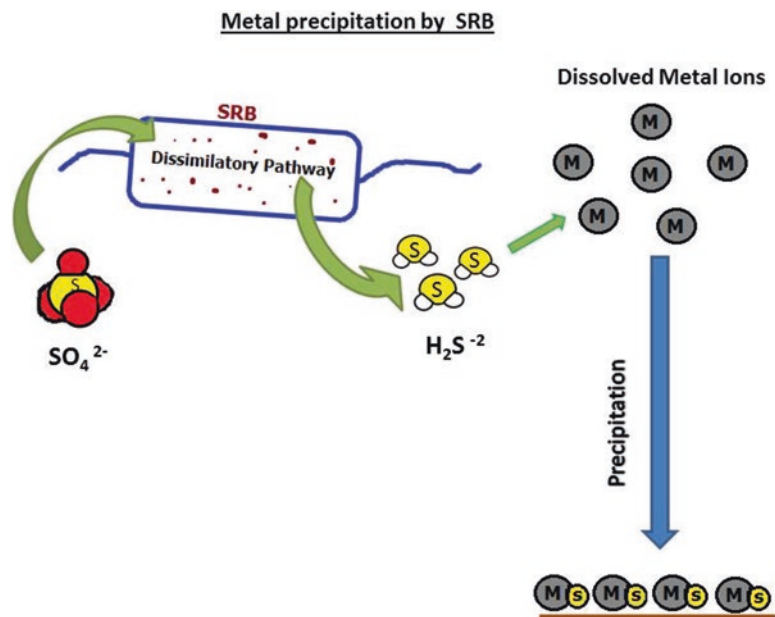 Metal precipitation by SRB
Dissolved Metal Ions
SRB
Dissimilatory Pathway
M
M
M
M
M
M
S
S
S
S
SO₄ ²⁻
H₂S ⁻²
Precipitation
M S M S M S M S